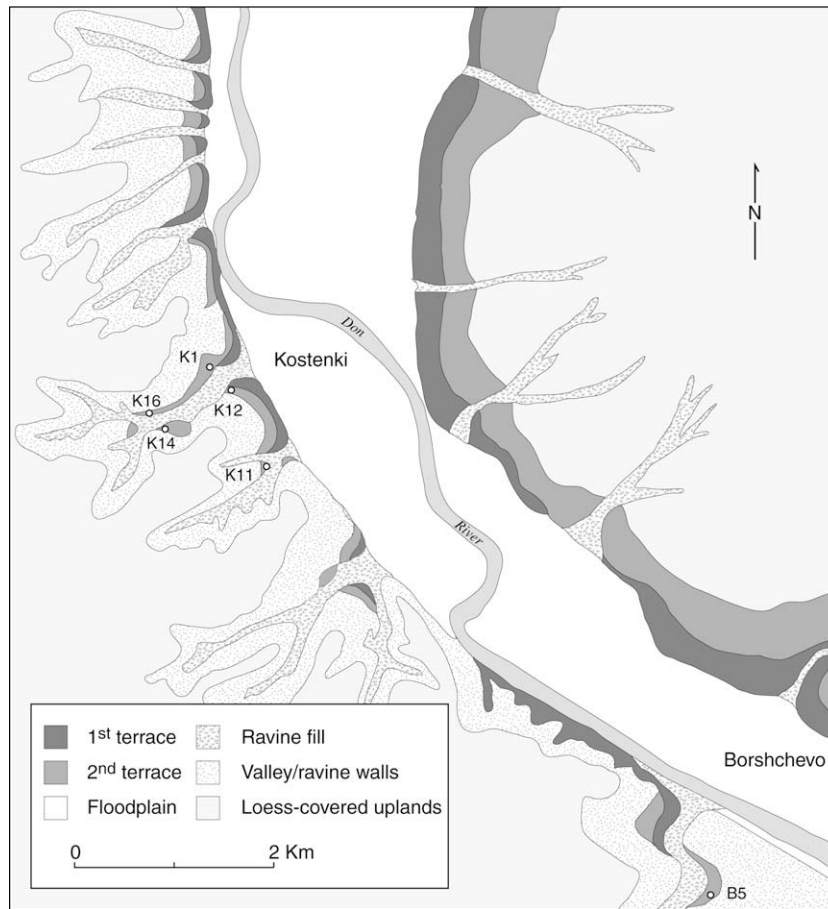 N
Don
Kostenki
K1
K16
K12
K14
K11
River
1st terrace
2nd terrace
Floodplain
Ravine fill
Valley/ravine walls
Loess-covered uplands
0 2 Km
Borshchevo
B5